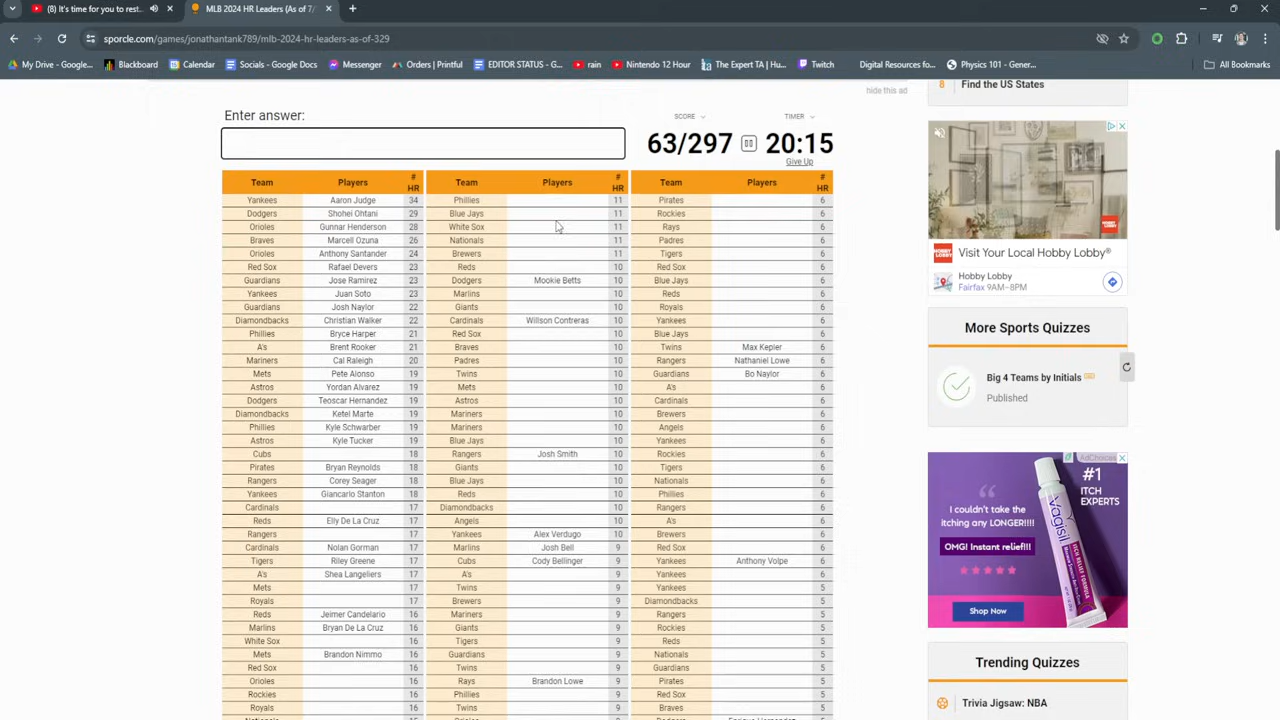 (8) It's time for you to rest...
MLB 2024 HR Leaders (As of 7/
sporcle.com/games/jonathantank789/mlb-2024-hr-leaders-as-of-329
My Drive - Google... Blackboard Calendar Socials - Google Docs Messenger Orders | Printful EDITOR STATUS - G... rain Nintendo 12 Hour The Expert TA | Hu... Twitch Digital Resources fo... Physics 101 - Gener... All Bookmarks
hide this ad
8 Find the US States
Enter answer:
SCORE TIMER
63/297 20:15
Give Up
Team Players # HR Team Players # HR Team Players # HR
Yankees Aaron Judge 34 Phillies 11 Pirates 6
Dodgers Shohei Ohtani 29 Blue Jays 11 Rockies 6
Orioles Gunnar Henderson 28 White Sox 11 Rays 6
Braves Marcell Ozuna 26 Nationals 11 Padres 6
Orioles Anthony Santander 24 Brewers 11 Tigers 6
Red Sox Rafael Devers 23 Reds 10 Red Sox 6
Guardians Jose Ramirez 23 Dodgers Mookie Betts 10 Blue Jays 6
Yankees Juan Soto 23 Marlins 10 Reds 6
Guardians Josh Naylor 22 Giants 10 Royals 6
Diamondbacks Christian Walker 22 Cardinals Willson Contreras 10 Yankees 6
Phillies Bryce Harper 21 Red Sox 10 Blue Jays 6
A's Brent Rooker 21 Braves 10 Twins Max Kepler 6
Mariners Cal Raleigh 20 Padres 10 Rangers Nathaniel Lowe 6
Mets Pete Alonso 19 Twins 10 Guardians Bo Naylor 6
Astros Yordan Alvarez 19 Mets 10 A's 6
Dodgers Teoscar Hernandez 19 Astros 10 Cardinals 6
Diamondbacks Ketel Marte 19 Mariners 10 Brewers 6
Phillies Kyle Schwarber 19 Mariners 10 Angels 6
Astros Kyle Tucker 19 Blue Jays 10 Yankees 6
Cubs 18 Rangers Josh Smith 10 Rockies 6
Pirates Bryan Reynolds 18 Giants 10 Tigers 6
Rangers Corey Seager 18 Blue Jays 10 Nationals 6
Yankees Giancarlo Stanton 18 Reds 10 Phillies 6
Cardinals 17 Diamondbacks 10 Rangers 6
Reds Elly De La Cruz 17 Angels 10 A's 6
Rangers 17 Yankees Alex Verdugo 10 Brewers 6
Cardinals Nolan Gorman 17 Marlins Josh Bell 9 Red Sox 6
Tigers Riley Greene 17 Cubs Cody Bellinger 9 Yankees Anthony Volpe 6
A's Shea Langeliers 17 A's 9 Yankees 6
Mets 17 Twins 9 Yankees 5
Royals 17 Brewers 9 Diamondbacks 5
Reds Jeimer Candelario 16 Mariners 9 Rangers 5
Marlins Bryan De La Cruz 16 Giants 9 Rockies 5
White Sox 16 Tigers 9 Reds 5
Mets Brandon Nimmo 16 Guardians 9 Nationals 5
Red Sox 16 Twins 9 Guardians 5
Orioles 16 Rays Brandon Lowe 9 Pirates 5
Rockies 16 Phillies 9 Red Sox 5
Royals 16 Twins 9 Braves 5
Nationals 15 Orioles 9 Dodgers Enrique Hernandez 5
Visit Your Local Hobby Lobby®
HOBBY LOBBY
Hobby Lobby
Fairfax 9AM–8PM
More Sports Quizzes
Big 4 Teams by Initials
Published
AdChoices
#1 ITCH EXPERTS
I couldn't take the itching any LONGER!!!!
OMG! Instant relief!!!
vagisil
Shop Now
Trending Quizzes
Trivia Jigsaw: NBA